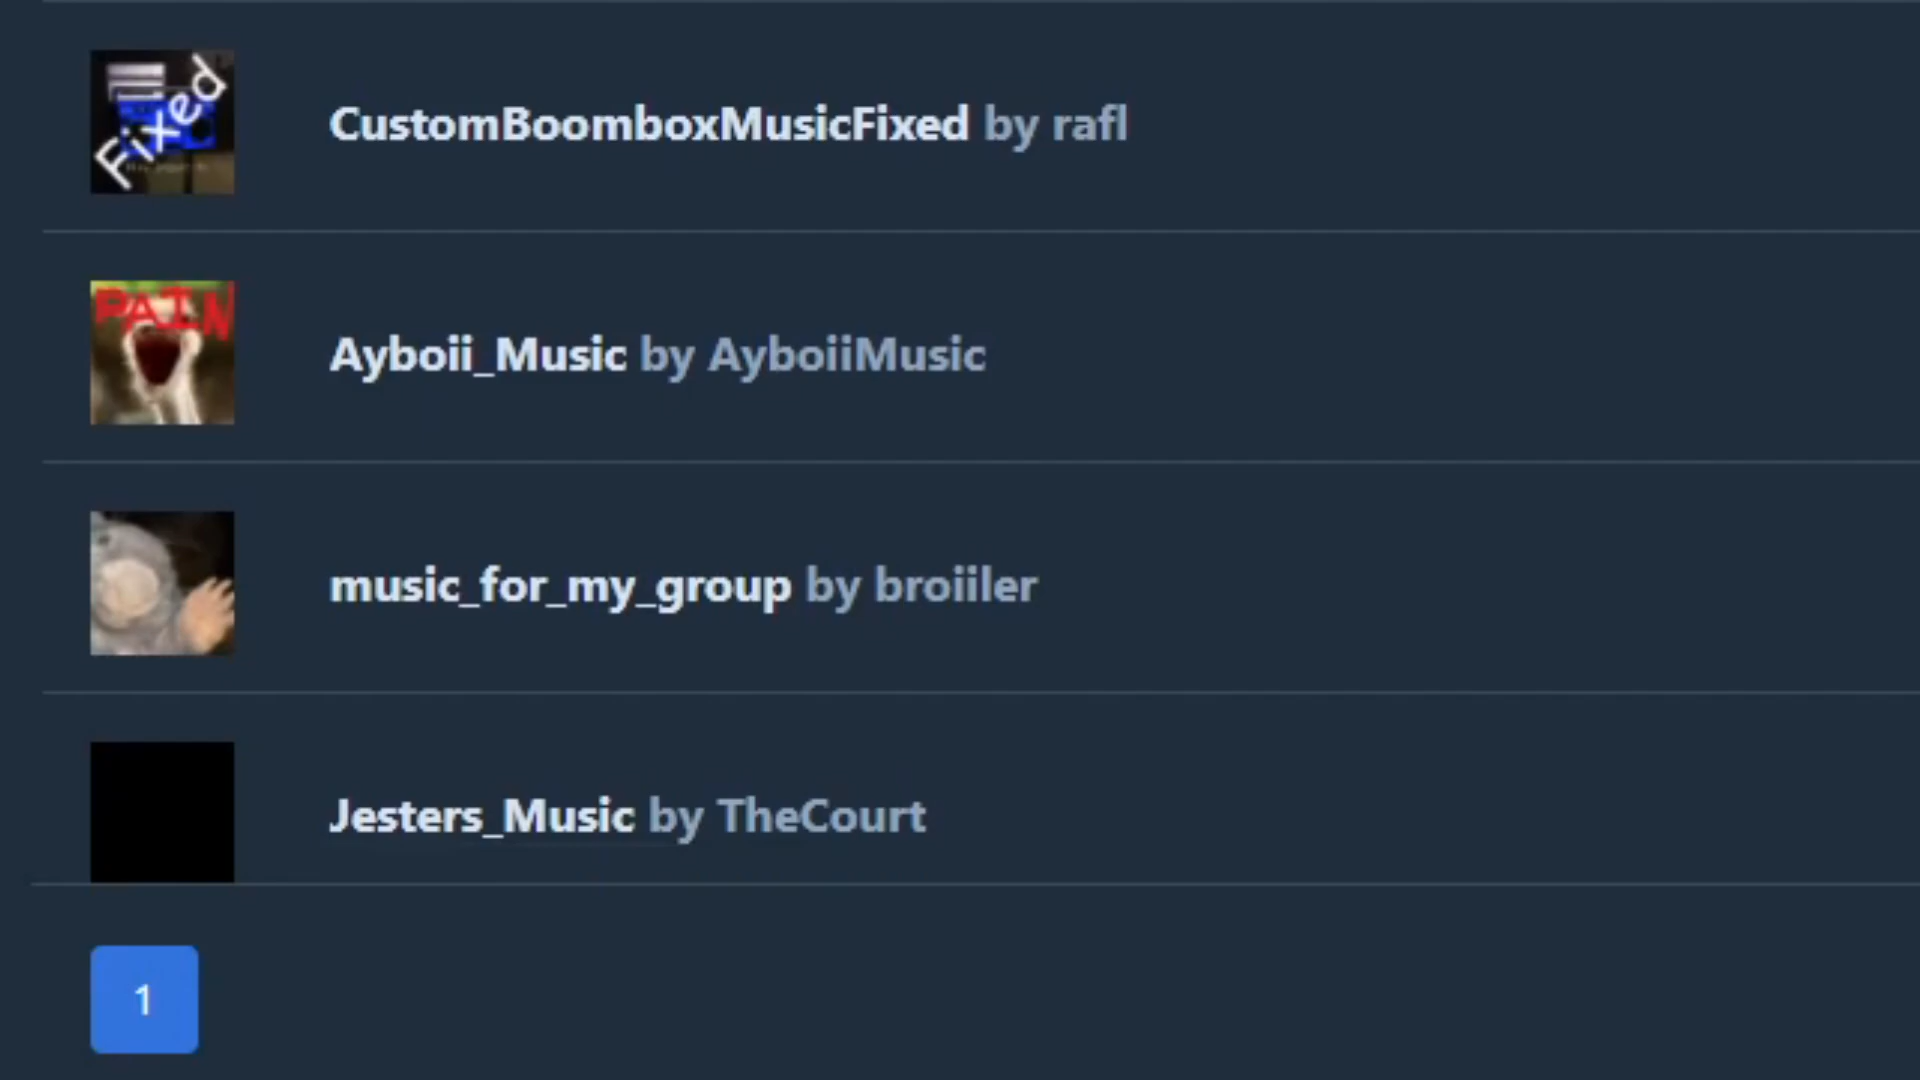 Fixed
CustomBoomboxMusicFixed by rafl
PAIN
Ayboii_Music by AyboiiMusic
music_for_my_group by broiiler
Jesters_Music by TheCourt
1